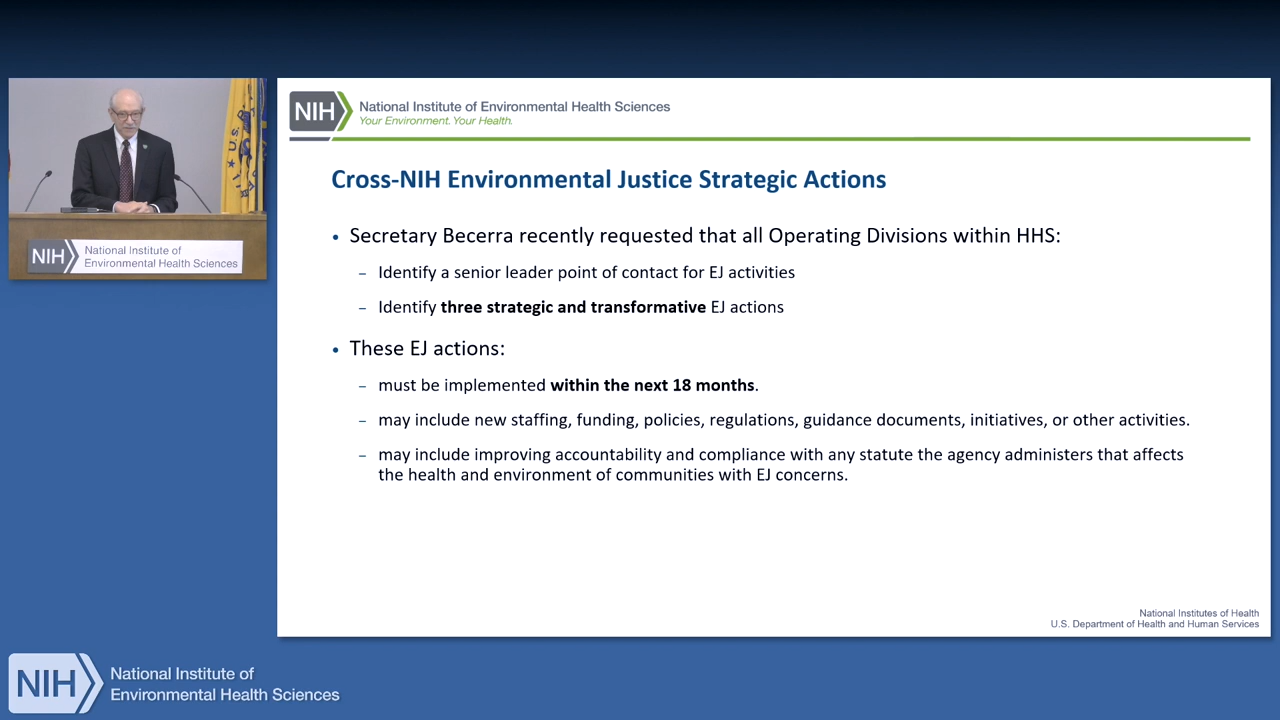 U.S. P
NIH
National Institute of
Environmental Health Sciences
NIH
National Institute of Environmental Health Sciences
Your Environment. Your Health.
Cross-NIH Environmental Justice Strategic Actions
• Secretary Becerra recently requested that all Operating Divisions within HHS:
– Identify a senior leader point of contact for EJ activities
– Identify three strategic and transformative EJ actions
• These EJ actions:
– must be implemented within the next 18 months.
– may include new staffing, funding, policies, regulations, guidance documents, initiatives, or other activities.
– may include improving accountability and compliance with any statute the agency administers that affects
the health and environment of communities with EJ concerns.
National Institutes of Health
U.S. Department of Health and Human Services
NIH
National Institute of
Environmental Health Sciences